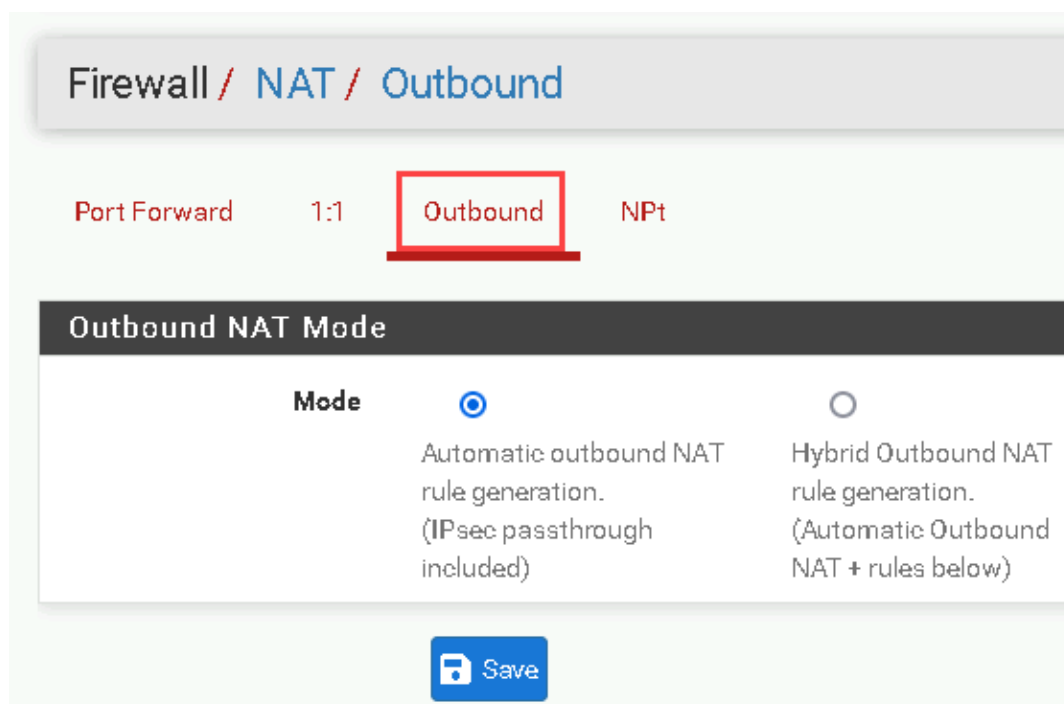 Firewall / NAT / Outbound
Port Forward 1:1 Outbound NPt
Outbound NAT Mode
Mode
Automatic outbound NAT
rule generation.
(IPsec passthrough
included)
Hybrid Outbound NAT
rule generation.
(Automatic Outbound
NAT + rules below)
Save